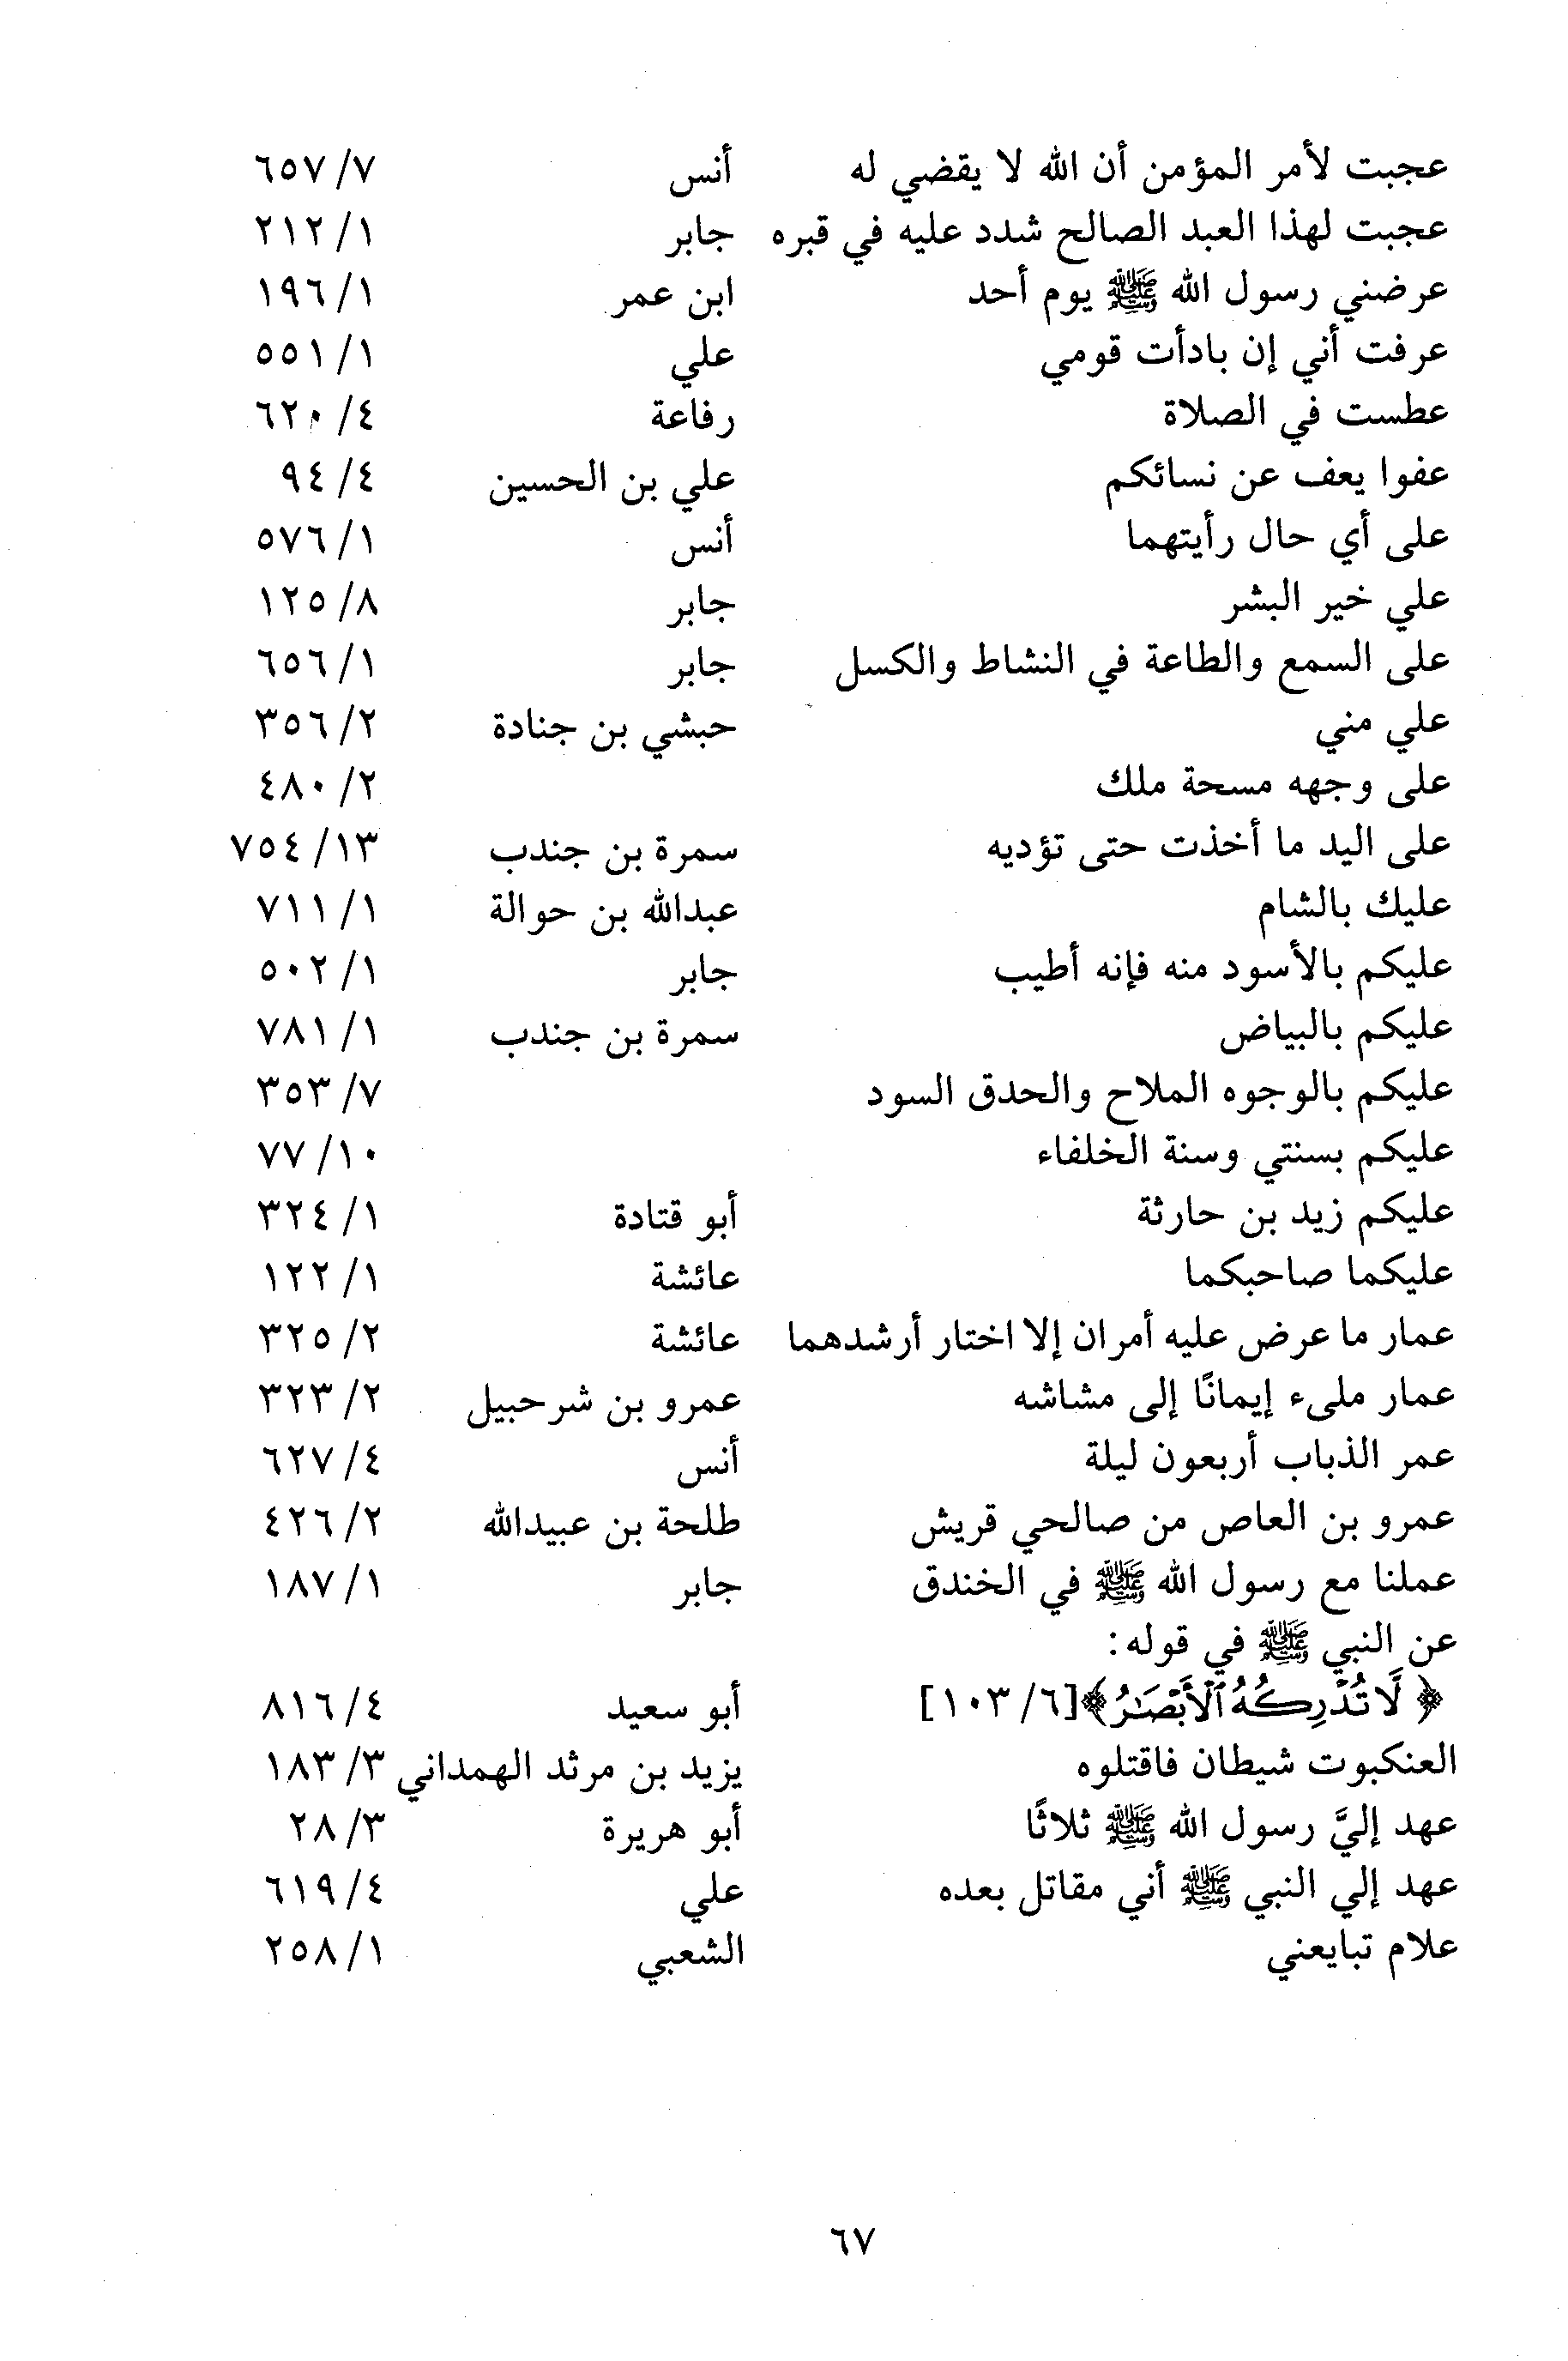 عجبت لأمر المؤمن أن الله لا يقضي له أنس ٧/ ٦٥٧
عجبت لهذا العبد الصالح شدد عليه في قبره جابر ١/ ٢١٢
عرضني رسول الله ﷺ يوم أحد ابن عمر ١/ ١٩٦
عرفت أني إن بادأت قومي علي ١/ ٥٥١
عطست في الصلاة رفاعة ٤/ ٦٢٠
عفوا يعف عن نسائكم علي بن الحسين ٤/ ٩٤
على أي حال رأيتهما أنس ١/ ٥٧٦
علي خير البشر جابر ٨/ ١٢٥
على السمع والطاعة في النشاط والكسل جابر ١/ ٦٥٦
علي مني حبشي بن جنادة ٢/ ٣٥٦
على وجهه مسحة ملك ٢/ ٤٨٠
على اليد ما أخذت حتى تؤديه سمرة بن جندب ١٣/ ٧٥٤
عليك بالشام عبدالله بن حوالة ١/ ٧١١
عليكم بالأسود منه فإنه أطيب جابر ١/ ٥٠٢
عليكم بالبياض سمرة بن جندب ١/ ٧٨١
عليكم بالوجوه الملاح والحدق السود ٧/ ٣٥٣
عليكم بسنتي وسنة الخلفاء ١٠/ ٧٧
عليكم زيد بن حارثة أبو قتادة ١/ ٣٢٤
عليكما صاحبكما عائشة ١/ ١٢٢
عمار ما عرض عليه أمران إلا اختار أرشدهما عائشة ٢/ ٣٢٥
عمار ملىء إيمانًا إلى مشاشه عمرو بن شرحبيل ٢/ ٣٢٣
عمر الذباب أربعون ليلة أنس ٤/ ٦٢٧
عمرو بن العاص من صالحي قريش طلحة بن عبيدالله ٢/ ٤٢٦
عملنا مع رسول الله ﷺ في الخندق جابر ١/ ١٨٧
عن النبي ﷺ في قوله:
﴿لَّا تُدْرِكُهُ ٱلْأَبْصَٰرُ﴾ [٦/ ١٠٣] أبو سعيد ٤/ ٨١٦
العنكبوت شيطان فاقتلوه يزيد بن مرثد الهمداني ٣/ ١٨٣
عهد إليَّ رسول الله ﷺ ثلاثًا أبو هريرة ٣/ ٢٨
عهد إلي النبي ﷺ أني مقاتل بعده علي ٤/ ٦١٩
علام تبايعني الشعبي ١/ ٢٥٨
٦٧